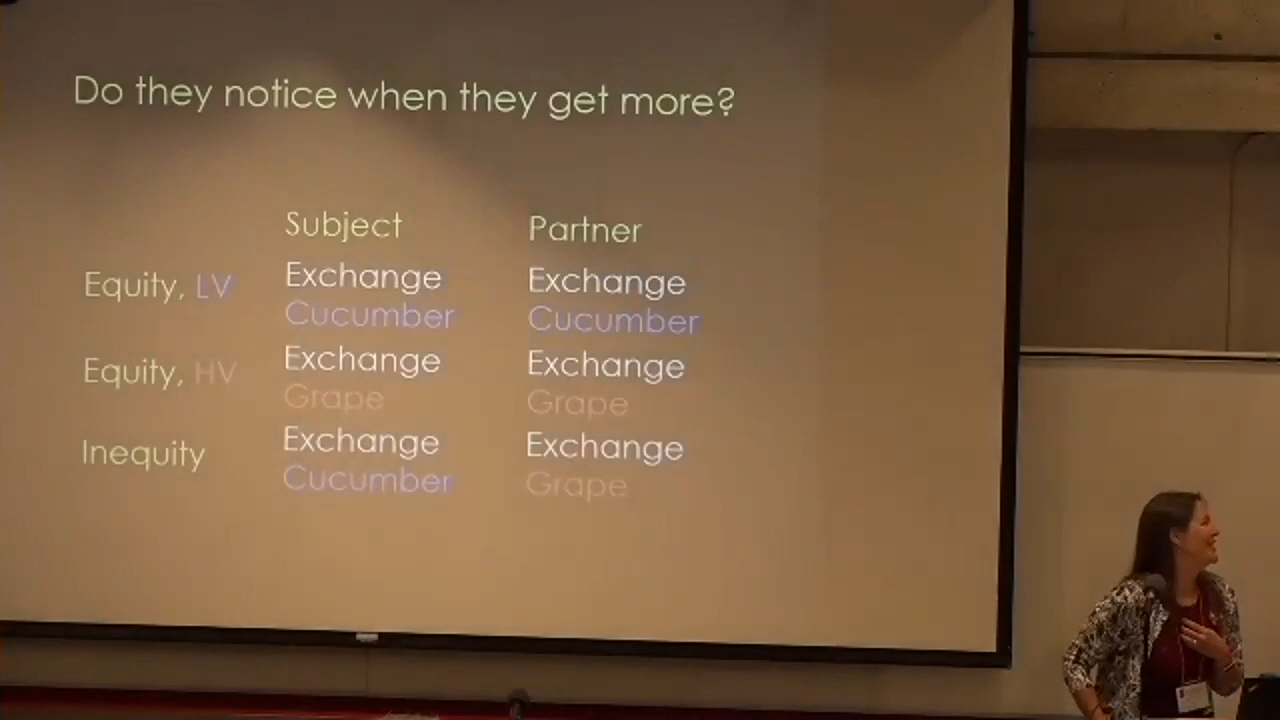 Do they notice when they get more?
Subject Partner
Equity, LV Exchange Exchange
Cucumber Cucumber
Equity, HV Exchange Exchange
Grape Grape
Inequity Exchange Exchange
Cucumber Grape